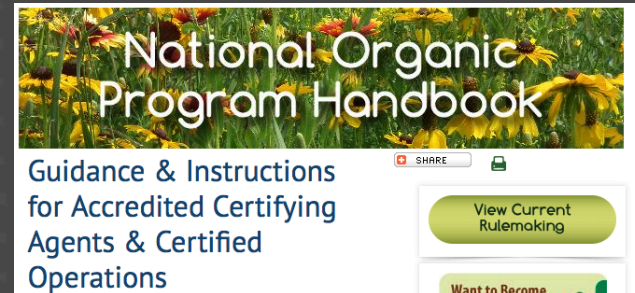 National Organic
Program Handbook
Guidance & Instructions
for Accredited Certifying
Agents & Certified
Operations
SHARE
View Current
Rulemaking
Want to Become